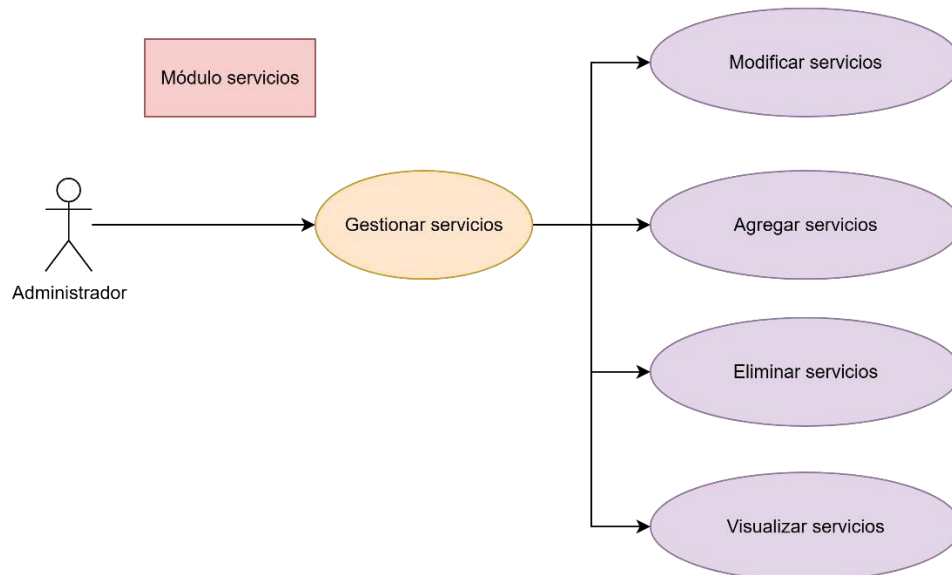 Módulo servicios
Modificar servicios
Administrador
Gestionar servicios
Agregar servicios
Eliminar servicios
Visualizar servicios